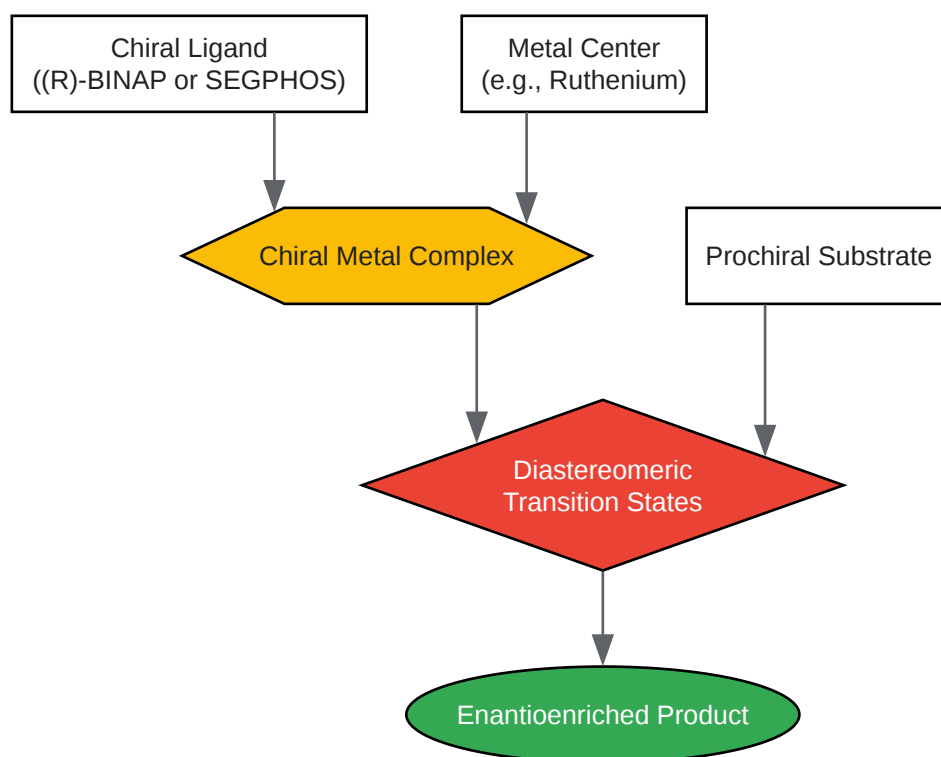 Chiral Ligand
((R)-BINAP or SEGPHOS)
Metal Center
(e.g., Ruthenium)
Chiral Metal Complex
Prochiral Substrate
Diastereomeric
Transition States
Enantioenriched Product